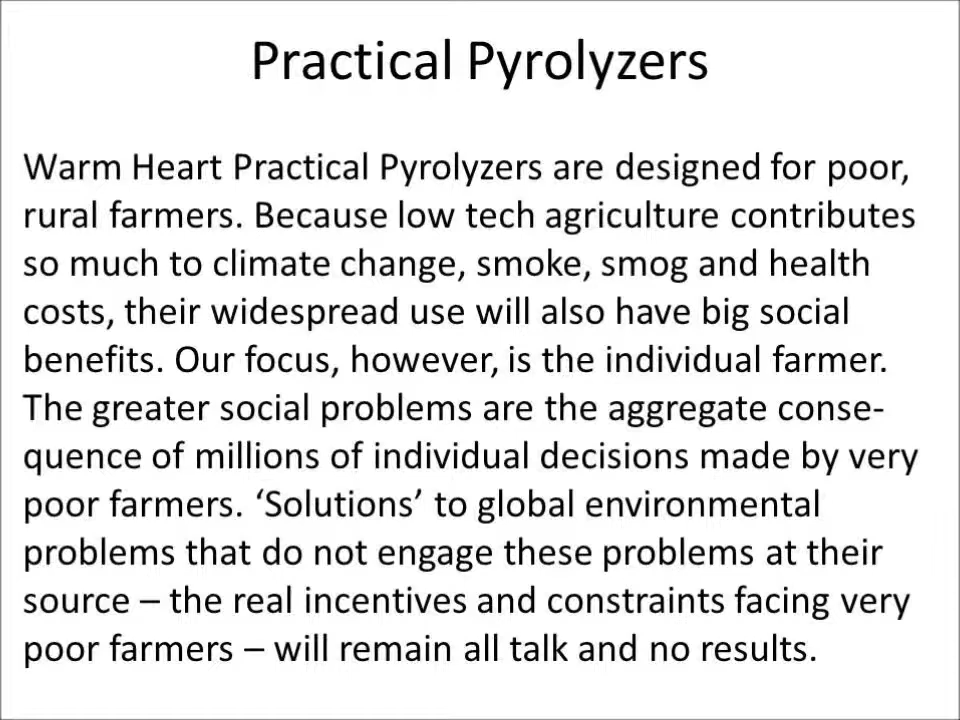 Practical Pyrolyzers
Warm Heart Practical Pyrolyzers are designed for poor,
rural farmers. Because low tech agriculture contributes
so much to climate change, smoke, smog and health
costs, their widespread use will also have big social
benefits. Our focus, however, is the individual farmer.
The greater social problems are the aggregate conse-
quence of millions of individual decisions made by very
poor farmers. ‘Solutions’ to global environmental
problems that do not engage these problems at their
source – the real incentives and constraints facing very
poor farmers – will remain all talk and no results.